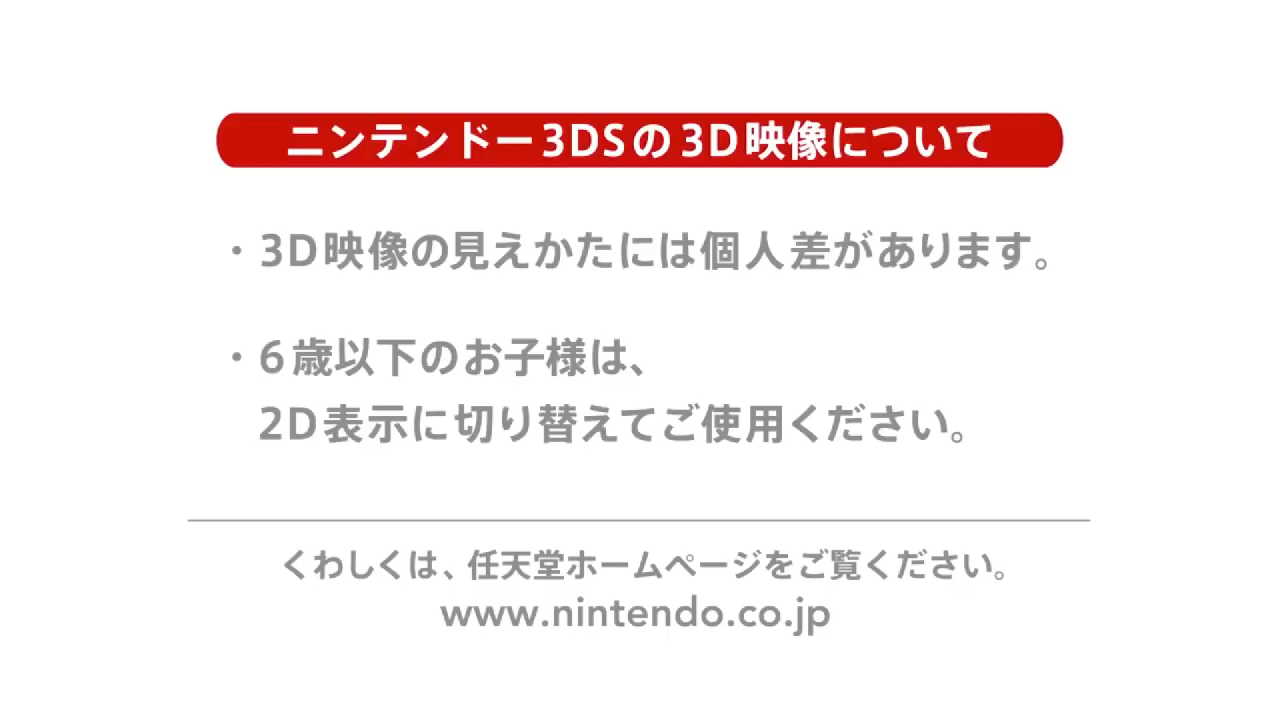 ニンテンドー3DSの3D映像について
・3D映像の見えかたには個人差があります。
・6歳以下のお子様は、
2D表示に切り替えてご使用ください。
くわしくは、任天堂ホームページをご覧ください。
www.nintendo.co.jp